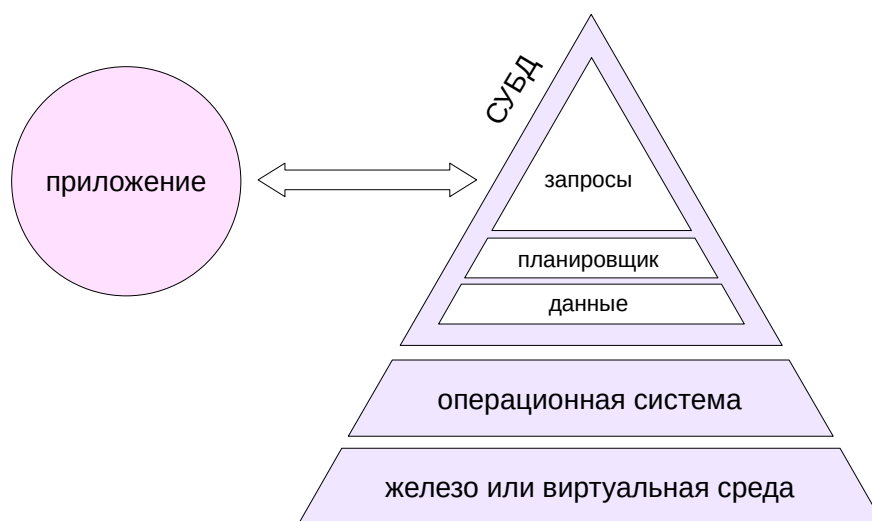 СУБД
приложение
запросы
планировщик
данные
операционная система
железо или виртуальная среда